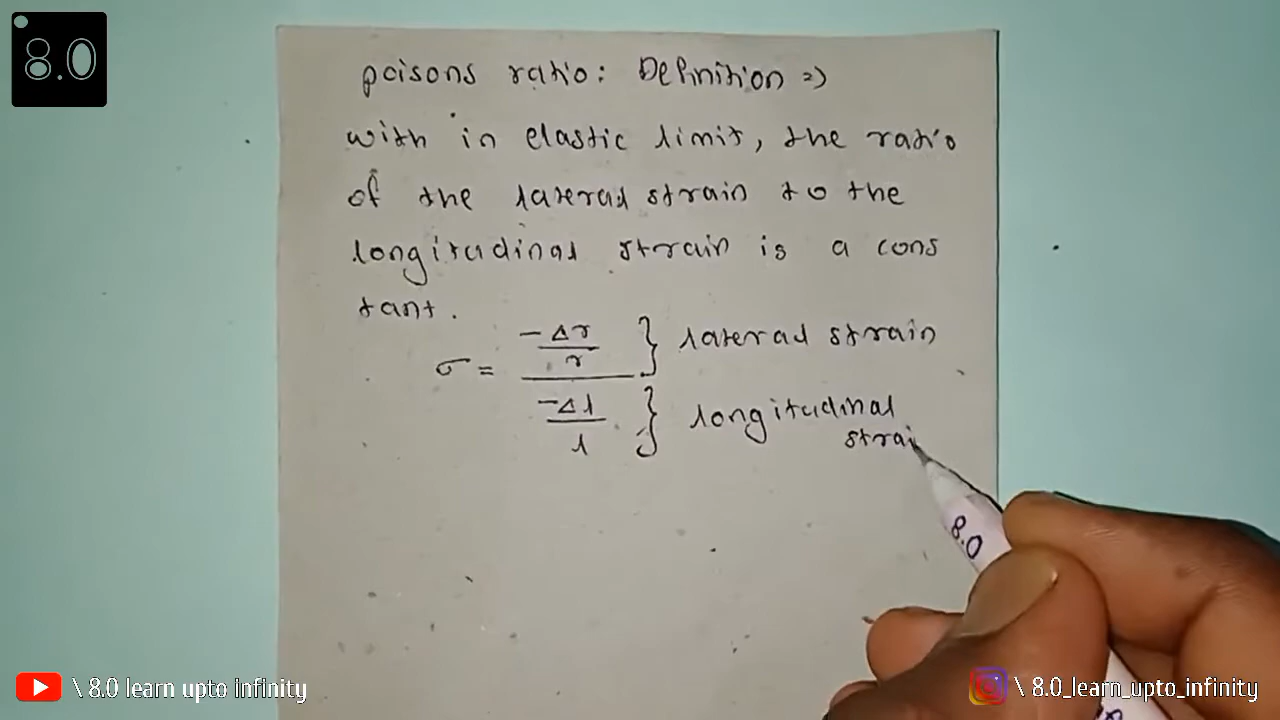 8.0
poisons ratio: Definition =>
with in elastic limit, the ratio
of the lateral strain to the
longitudinal strain is a cons
tant.
σ = -Δr/r } lateral strain
-Δl/l } longitudinal
strai
8.0
\ 8.0 learn upto infinity
\ 8.0_learn_upto_infinity